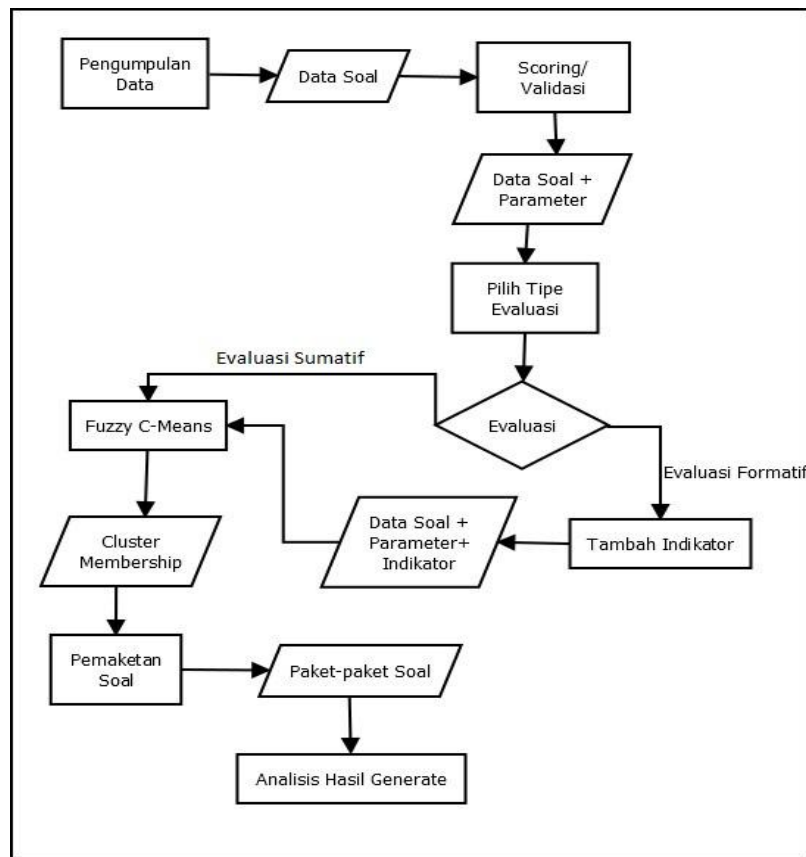 Pengumpulan
Data
Data Soal
Scoring/
Validasi
Data Soal +
Parameter
Pilih Tipe
Evaluasi
Evaluasi Sumatif
Evaluasi
Fuzzy C-Means
Evaluasi Formatif
Data Soal +
Parameter+
Indikator
Tambah Indikator
Cluster
Membership
Pemaketan
Soal
Paket-paket Soal
Analisis Hasil Generate